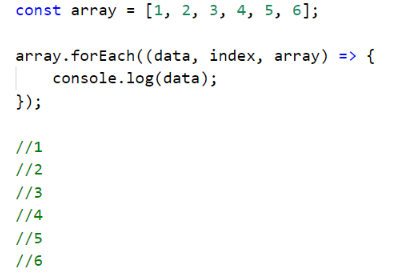 const array = [1, 2, 3, 4, 5, 6];
array.forEach((data, index, array) => {
    console.log(data);
});
//1
//2
//3
//4
//5
//6